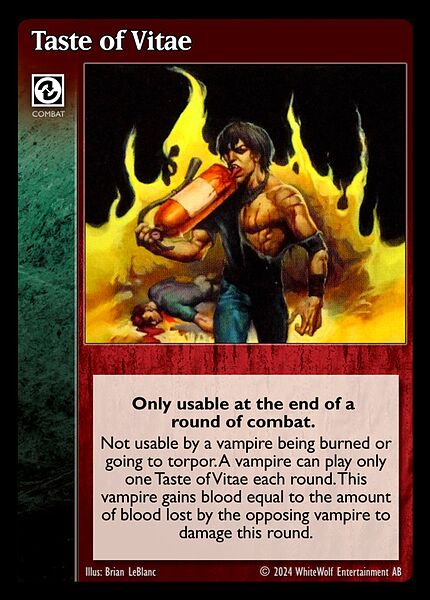 Taste of Vitae
COMBAT
Only usable at the end of a
round of combat.
Not usable by a vampire being burned or
going to torpor. A vampire can play only
one Taste of Vitae each round. This
vampire gains blood equal to the amount
of blood lost by the opposing vampire to
damage this round.
Illus: Brian LeBlanc
© 2024 WhiteWolf Entertainment AB